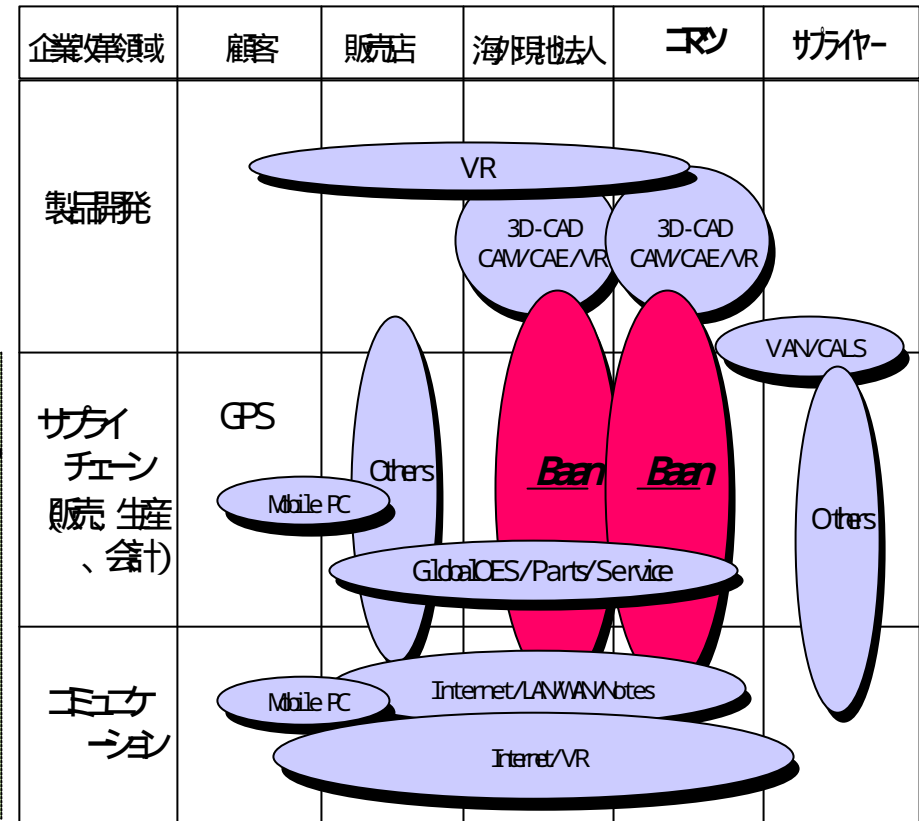 企業改革領域
顧客
販売店
海外現地法人
コマツ
サプライヤー
製品開発
VR
3D-CAD
CAM/CAE/VR
3D-CAD
CAM/CAE/VR
VAN/CALS
サプライ
チェーン
(販売、生産
、会計)
GPS
Mobile PC
Others
Baan
Baan
Others
GlobalOES/Parts/Service
コミュニケ
ーション
Mobile PC
Internet/LAN/WAN/Notes
Internet/VR